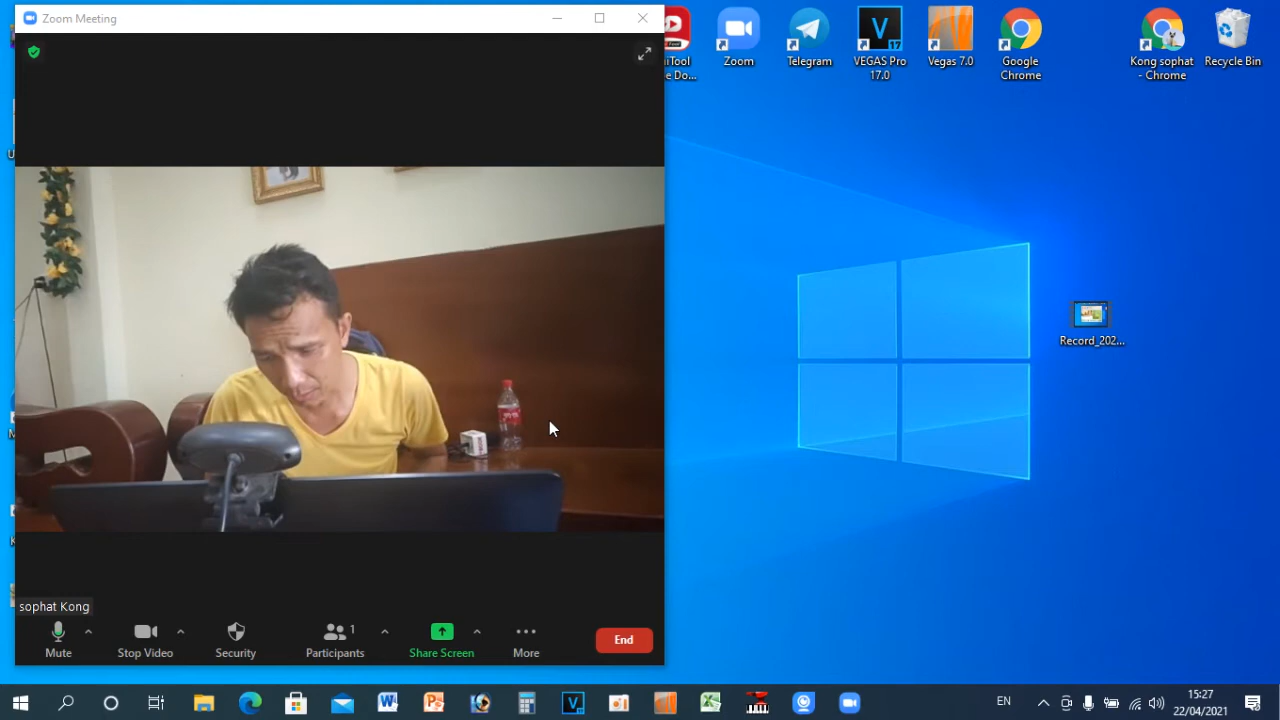 Zoom Meeting
sophat Kong
Mute
Stop Video
Security
Participants
1
Share Screen
More
End
iTool
e Do...
Zoom
Telegram
VEGAS Pro
17.0
Vegas 7.0
Google
Chrome
Kong sophat
- Chrome
Recycle Bin
Record_202...
EN
15:27
22/04/2021